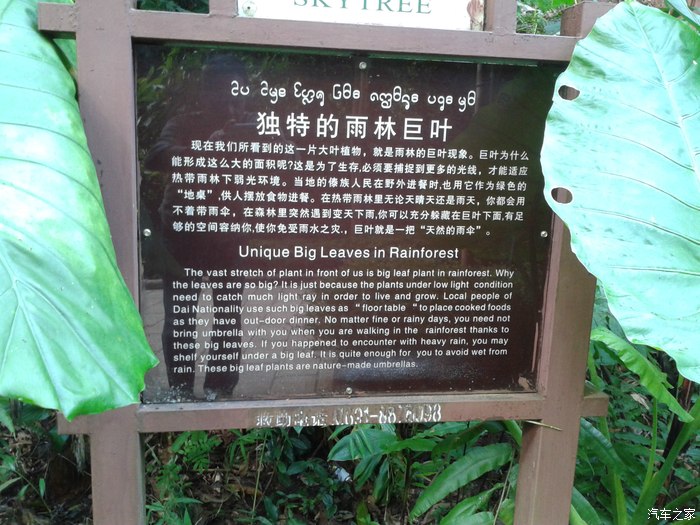 SKYTREE
独特的雨林巨叶
现在我们所看到的这一片大叶植物，就是雨林的巨叶现象。巨叶为什么
能形成这么大的面积呢?这是为了生存,必须要捕捉到更多的光线，才能适应
热带雨林下弱光环境。当地的傣族人民在野外进餐时,也用它作为绿色的
“地桌”,供人摆放食物进餐。在热带雨林里无论天晴天还是雨天，你都会用
不着带雨伞，在森林里突然遇到变天下雨,你可以充分躲藏在巨叶下面,有足
够的空间容纳你,使你免受雨水之灾.，巨叶就是一把“天然的雨伞”。
Unique Big Leaves in Rainforest
The vast stretch of plant in front of us is big leaf plant in rainforest. Why
the leaves are so big? It is just because the plants under low light condition
need to catch much light ray in order to live and grow. Local people of
Dai Nationality use such big leaves as “floor table” to place cooked foods
as they have out-door dinner. No matter fine or rainy days, you need not
bring umbrella with you when you are walking in the rainforest thanks to
these big leaves. If you happened to encounter with heavy rain, you may
shelf yourself under a big leaf. It is quite enough for you to avoid wet from
rain. These big leaf plants are nature-made umbrellas.
汽车之家